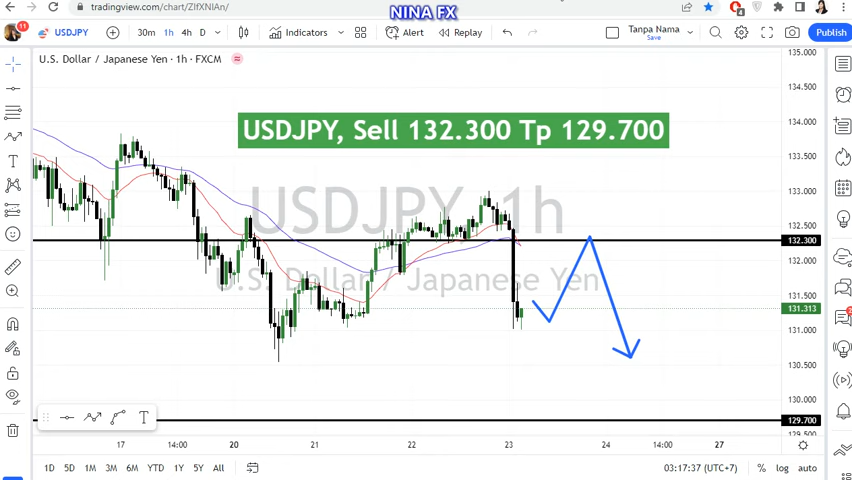 tradingview.com/chart/ZIfXNIAn/
NINA FX
11
USDJPY
30m 1h 4h D
Indicators
Alert
Replay
Tanpa Nama
Save
Publish
4
U.S. Dollar / Japanese Yen · 1h · FXCM
USDJPY, Sell 132.300 Tp 129.700
USDJPY, 1h
U.S. Dollar / Japanese Yen
135.000
134.500
134.000
133.500
133.000
132.500
132.300
132.000
131.500
131.313
131.000
130.500
130.000
129.700
129.500
17 14:00 20 21 22 23 24 14:00 27
1D 5D 1M 3M 6M YTD 1Y 5Y All
03:17:37 (UTC+7)
% log auto